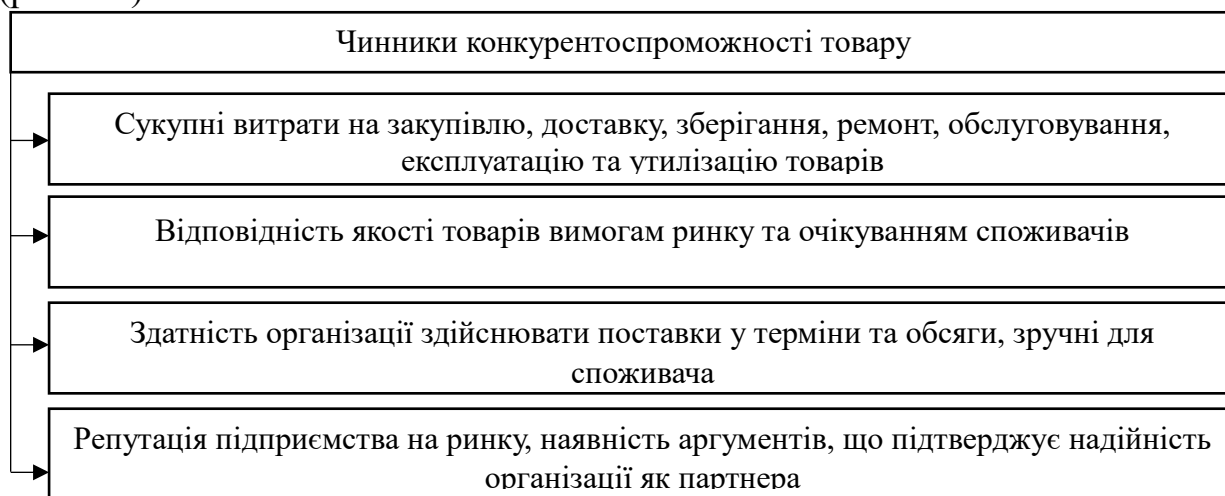 Чинники конкурентоспроможності товару
Сукупні витрати на закупівлю, доставку, зберігання, ремонт, обслуговування,
експлуатацію та утилізацію товарів
Відповідність якості товарів вимогам ринку та очікуванням споживачів
Здатність організації здійснювати поставки у терміни та обсяги, зручні для
споживача
Репутація підприємства на ринку, наявність аргументів, що підтверджує надійність
організації як партнера